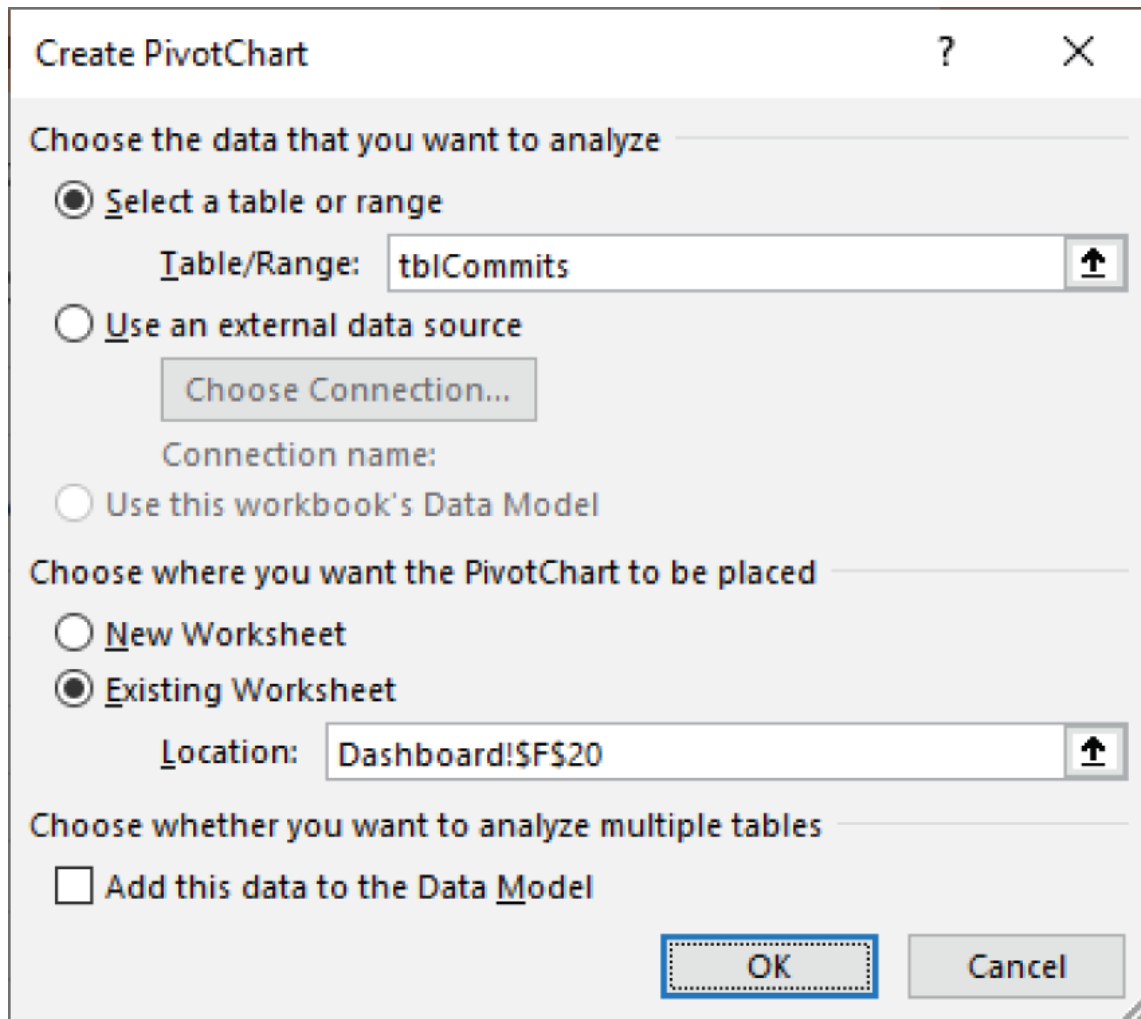 Create PivotChart ?
Choose the data that you want to analyze
Select a table or range
Table/Range: tblCommits
Use an external data source
Choose Connection...
Connection name:
Use this workbook's Data Model
Choose where you want the PivotChart to be placed
New Worksheet
Existing Worksheet
Location: Dashboard!$F$20
Choose whether you want to analyze multiple tables
Add this data to the Data Model
OK Cancel